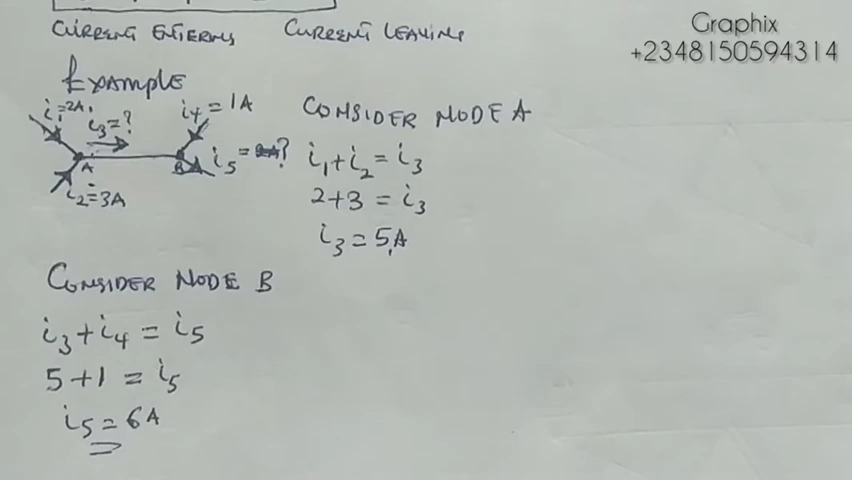 Graphix
+2348150594314
CURRENT ENTERING CURRENT LEAVING
Example
i1=2A
i3=?
i4=1A
A
B
i5=?
i2=3A
CONSIDER NODE A
i1+i2=i3
2+3=i3
i3=5A
CONSIDER NODE B
i3+i4=i5
5+1=i5
i5=6A